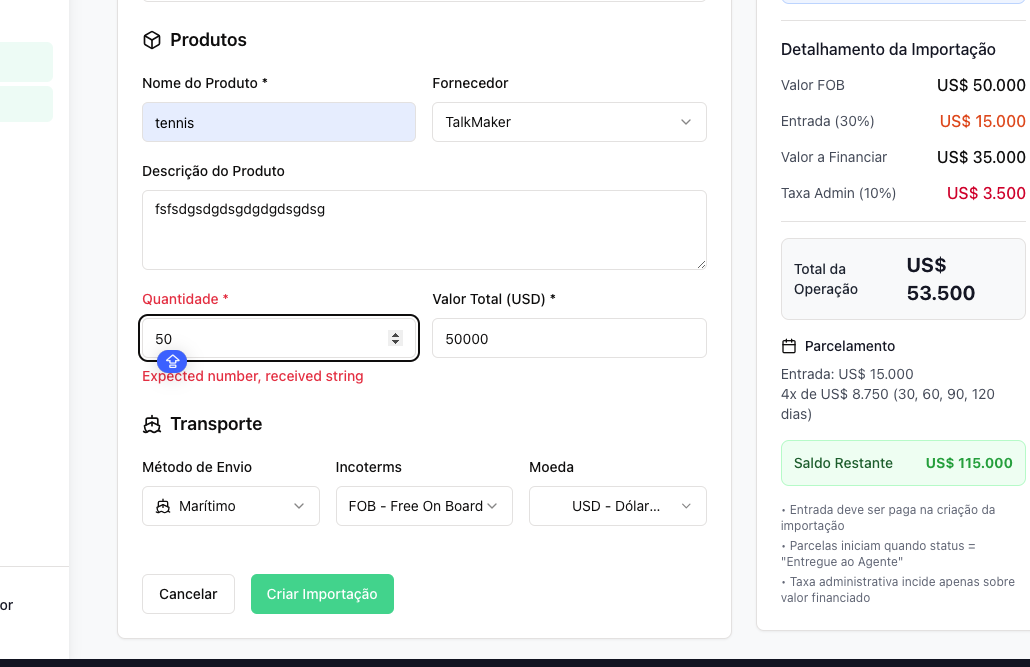 Produtos
Nome do Produto *
Fornecedor
tennis
TalkMaker
Descrição do Produto
fsfsdgsdgdsgdgdgdsgdsg
Quantidade *
Valor Total (USD) *
50
50000
Expected number, received string
Transporte
Método de Envio
Incoterms
Moeda
Marítimo
FOB - Free On Board
USD - Dólar...
Cancelar
Criar Importação
or
Detalhamento da Importação
Valor FOB
US$ 50.000
Entrada (30%)
US$ 15.000
Valor a Financiar
US$ 35.000
Taxa Admin (10%)
US$ 3.500
Total da
Operação
US$
53.500
Parcelamento
Entrada: US$ 15.000
4x de US$ 8.750 (30, 60, 90, 120
dias)
Saldo Restante
US$ 115.000
• Entrada deve ser paga na criação da
importação
• Parcelas iniciam quando status =
"Entregue ao Agente"
• Taxa administrativa incide apenas sobre
valor financiado